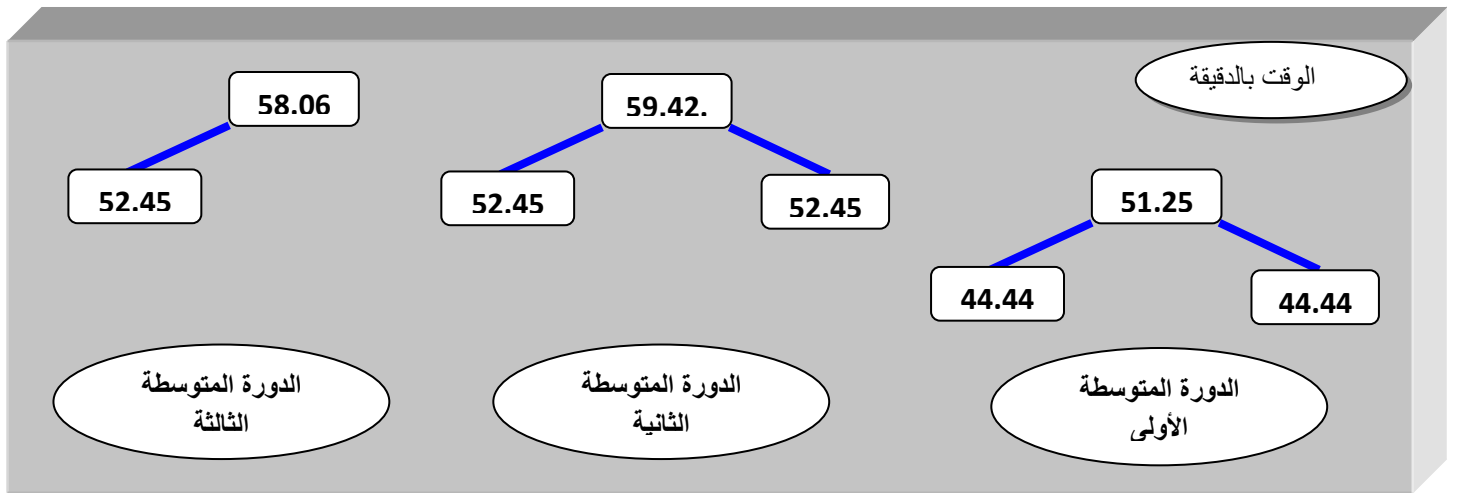 الوقت بالدقيقة
51.25
44.44
44.44
الدورة المتوسطة
الأولى
59.42.
52.45
52.45
الدورة المتوسطة
الثانية
58.06
52.45
الدورة المتوسطة
الثالثة